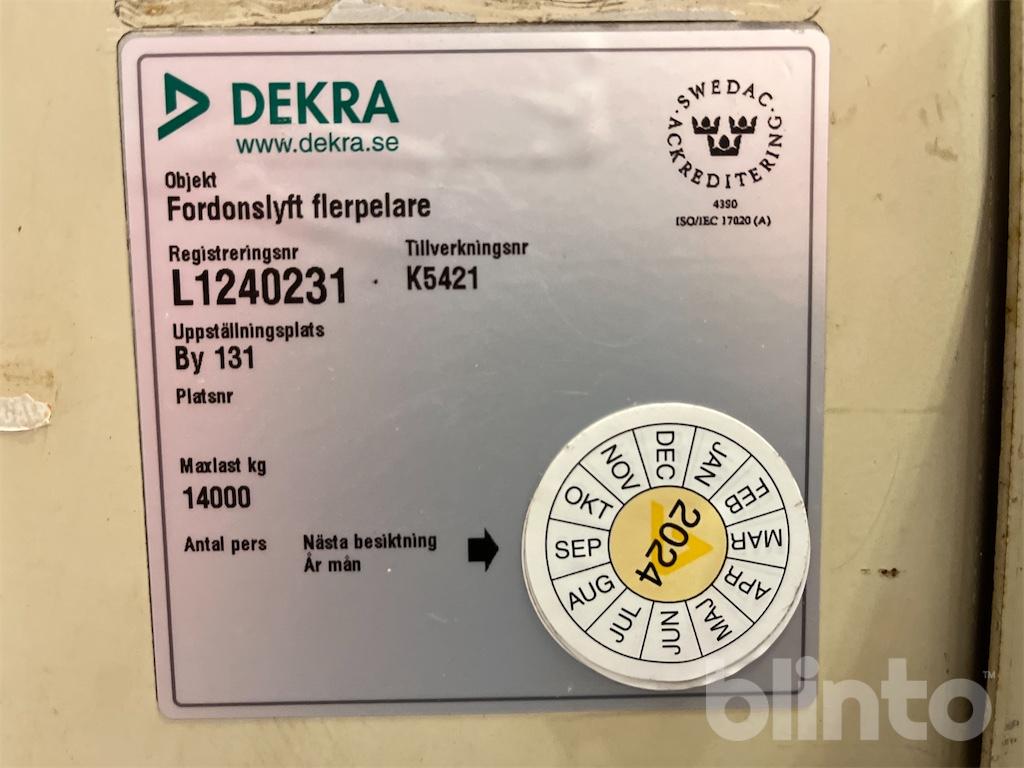 DEKRA
www.dekra.se
SWEDAC
ACKREDITERING
4390
ISO/IEC 17020 (A)
Objekt
Fordonslyft flerpelare
Registreringsnr
L1240231
Tillverkningsnr
K5421
Uppställningsplats
By 131
Platsnr
Maxlast kg
14000
Antal pers
Nästa besiktning
År mån
JAN
FEB
MAR
APR
MAJ
JUN
JUL
AUG
SEP
OKT
NOV
DEC
2024
blinto™